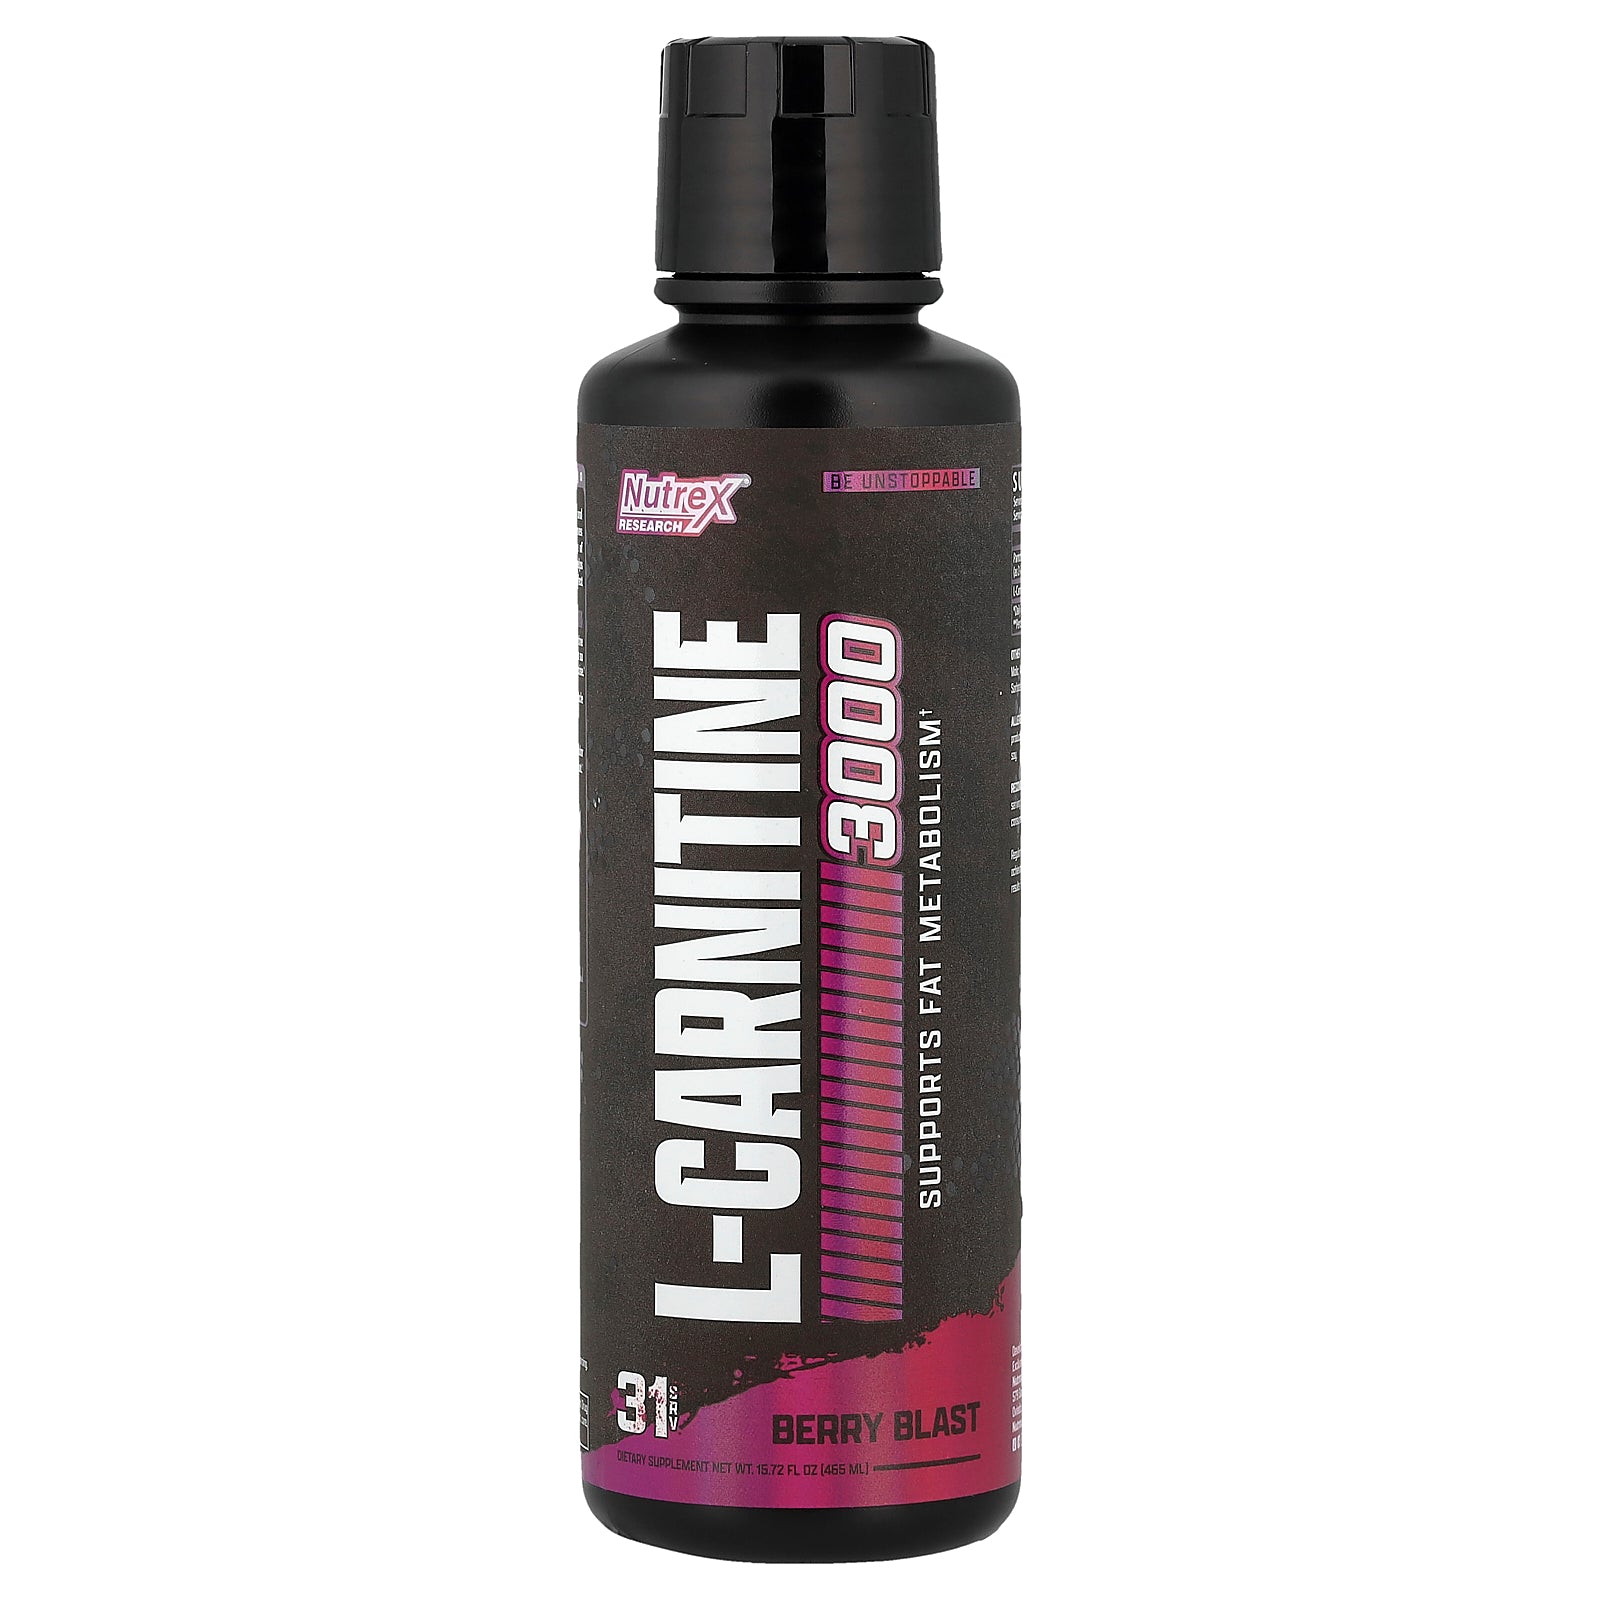 Nutrex®
RESEARCH
BE UNSTOPPABLE
L-CARNITINE
3000
SUPPORTS FAT METABOLISM†
31 SRV
BERRY BLAST
DIETARY SUPPLEMENT NET WT. 15.72 FL OZ (465 ML)